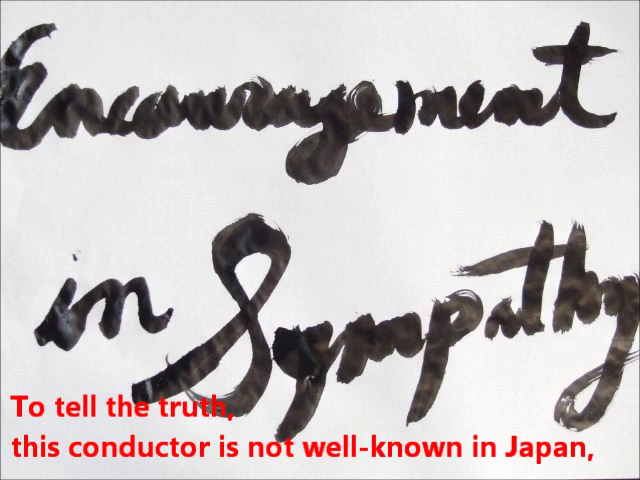 Encouragement
in Sympathy
To tell the truth,
this conductor is not well-known in Japan,